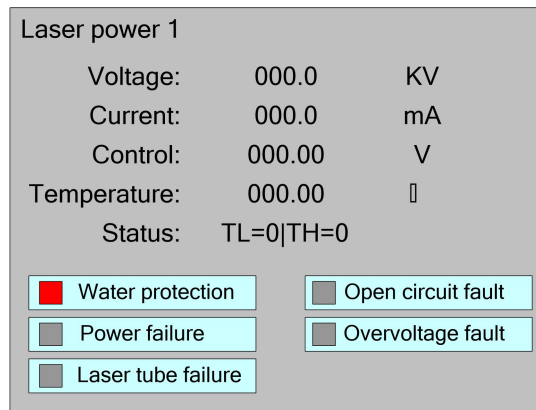 Laser power 1
Voltage: 000.0 KV
Current: 000.0 mA
Control: 000.00 V
Temperature: 000.00
Status: TL=0|TH=0
Water protection Open circuit fault
Power failure Overvoltage fault
Laser tube failure